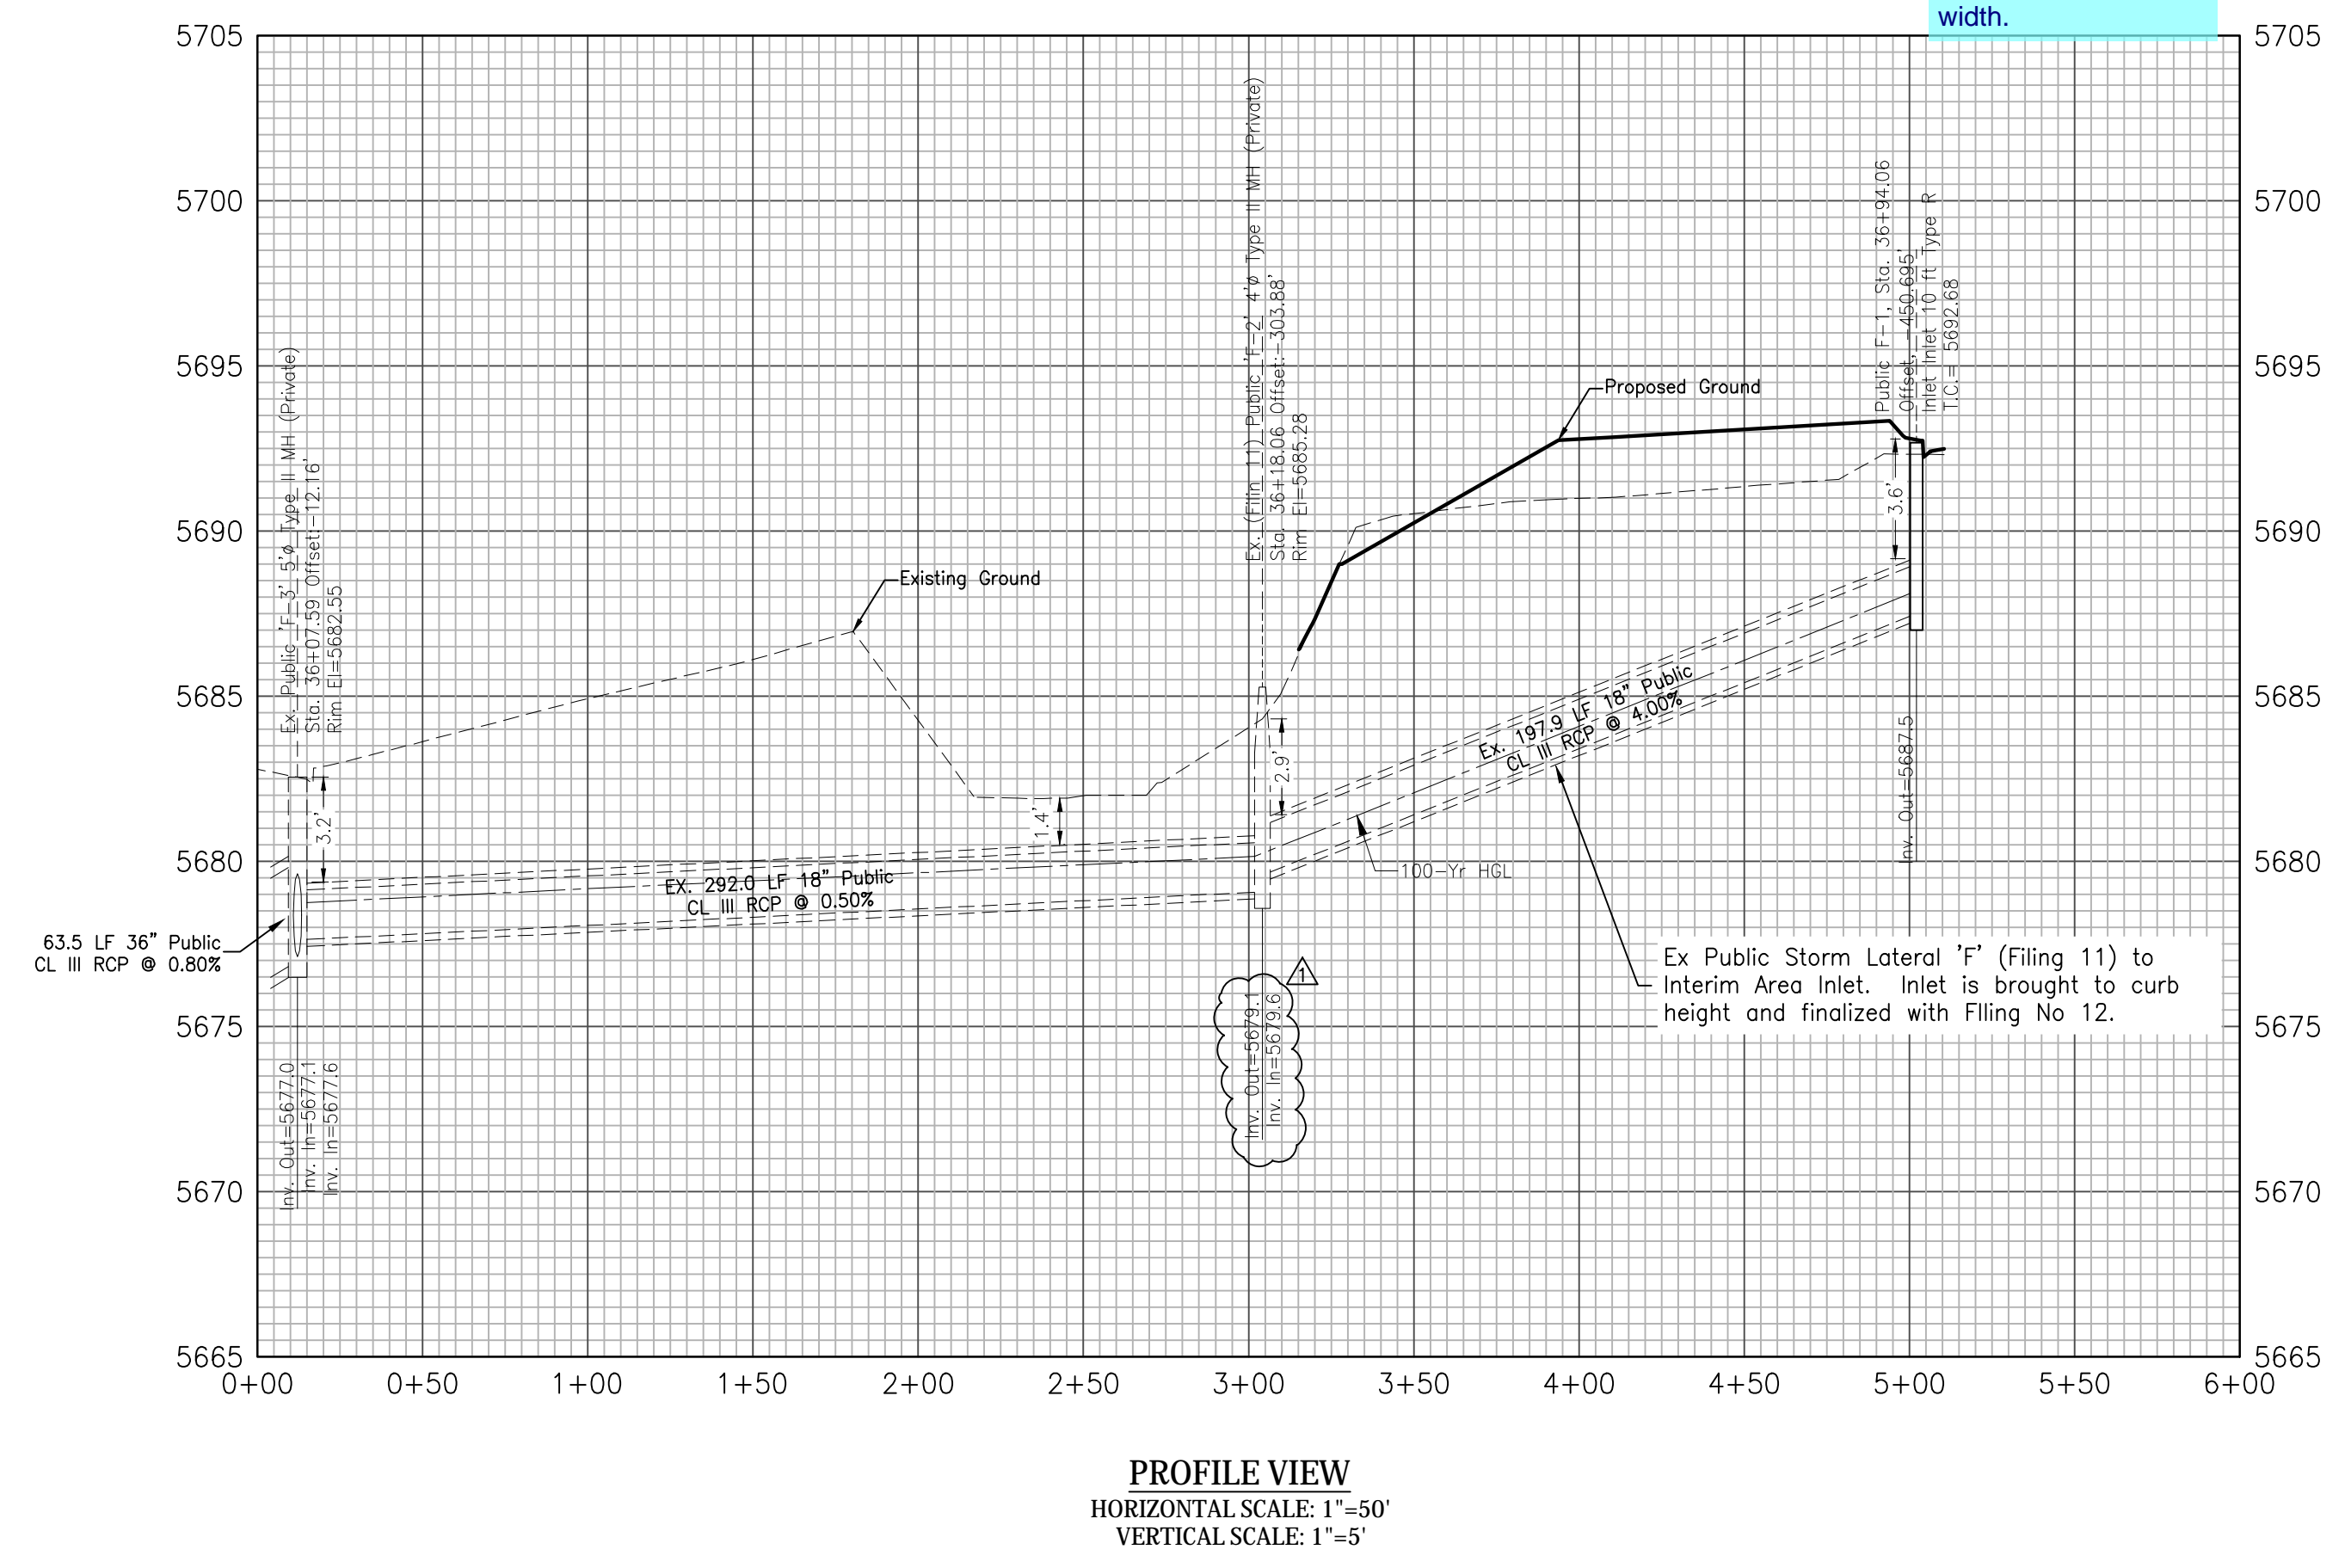 width.
5705
5705
5700
5700
5695
5695
5690
5690
5685
5685
5680
5680
5675
5675
5670
5670
5665
5665
0+00
0+50
1+00
1+50
2+00
2+50
3+00
3+50
4+00
4+50
5+00
5+50
6+00
Ex. Public 'F-3' 5'ø Type II MH (Private)
Sta. 36+07.59 Offset:-12.16'
Rim El=5682.55
3.2'
63.5 LF 36" Public
CL III RCP @ 0.80%
Inv. Out=5677.0
Inv. In=5677.1
Inv. In=5677.6
Existing Ground
EX. 292.0 LF 18" Public
CL III RCP @ 0.50%
1.4'
Ex. (Filin 11) Public 'F-2' 4'ø Type II MH (Private)
Sta. 36+18.06 Offset:-303.88'
Rim El=5685.28
2.9'
Inv. Out=5679.1
Inv. In=5679.6
1
100-Yr HGL
Ex. 197.9 LF 18" Public
CL III RCP @ 4.00%
Proposed Ground
Public F-1, Sta. 36+94.06
Offset, -450.695'
Inlet Inlet 10 ft Type R
T.C.= 5692.68
3.6'
Inv. Out=5687.5
Ex Public Storm Lateral 'F' (Filing 11) to
Interim Area Inlet. Inlet is brought to curb
height and finalized with FIling No 12.
PROFILE VIEW
HORIZONTAL SCALE: 1"=50'
VERTICAL SCALE: 1"=5'